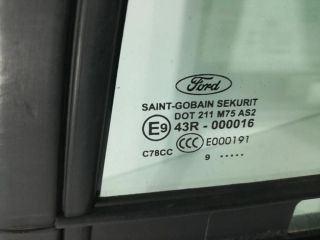 Ford
SAINT-GOBAIN SEKURIT
DOT 211 M75 AS2
E9 43R - 000016
CCC E000191
C78CC
9 .....